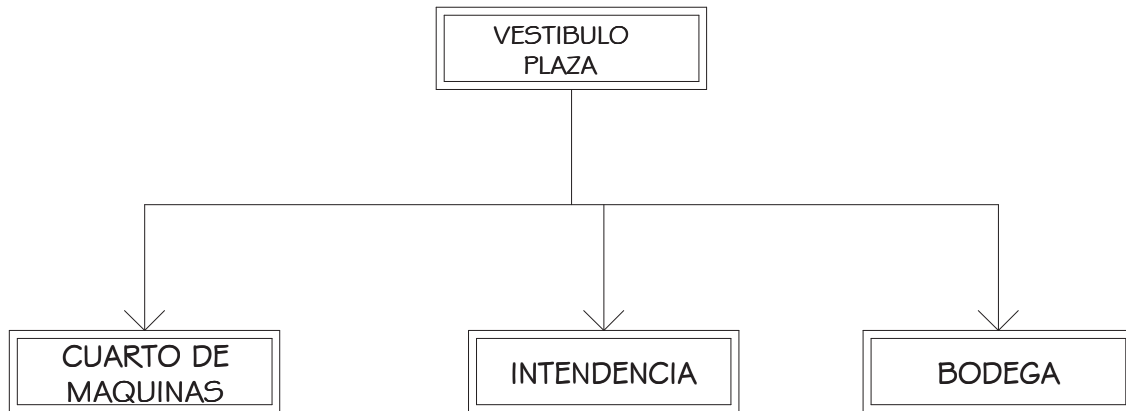 VESTIBULO
PLAZA
CUARTO DE
MAQUINAS
INTENDENCIA
BODEGA